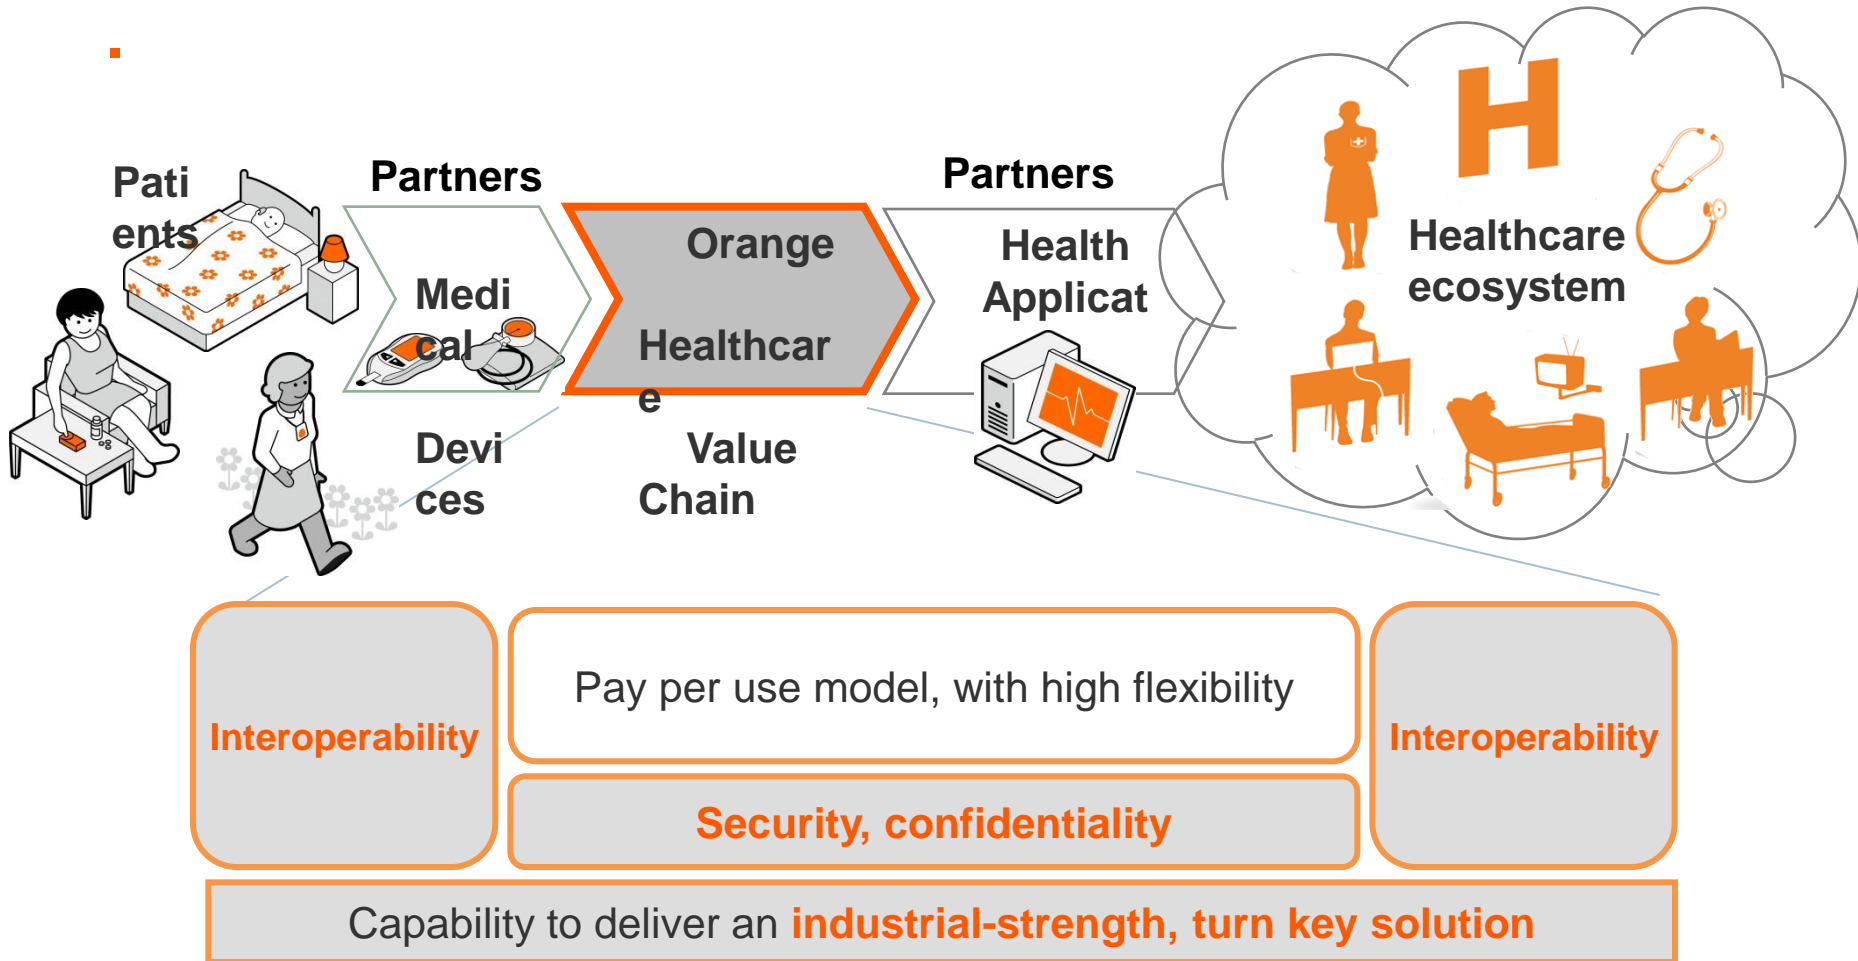 Pati
ents
Partners
Medi
cal
Devi
ces
Orange
Healthcar
e
Value
Chain
Partners
Health
Applicat
H
Healthcare
ecosystem
Interoperability
Pay per use model, with high flexibility
Security, confidentiality
Interoperability
Capability to deliver an industrial-strength, turn key solution